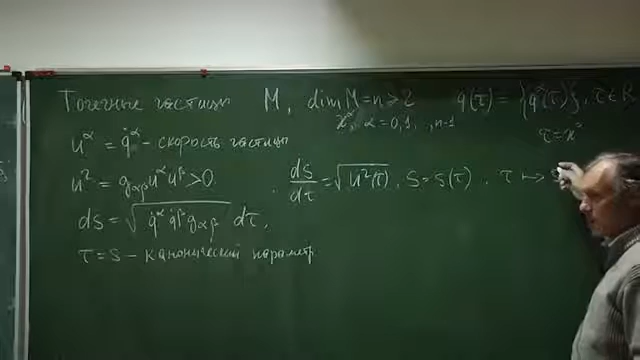 Точечные частицы M, dim M = n ≥ 2 q(τ) = {q^α(τ)}, τ ∈ R
x^α, α = 0,1, ,n-1 τ = x⁰
u^α = q̇^α - скорость частицы
u² = g_αβ u^α u^β > 0. ds/dτ = √u²(τ), S = S(τ). τ ↦
ds = √(q̇^α q̇^β g_αβ) dτ,
τ = S - канонический параметр